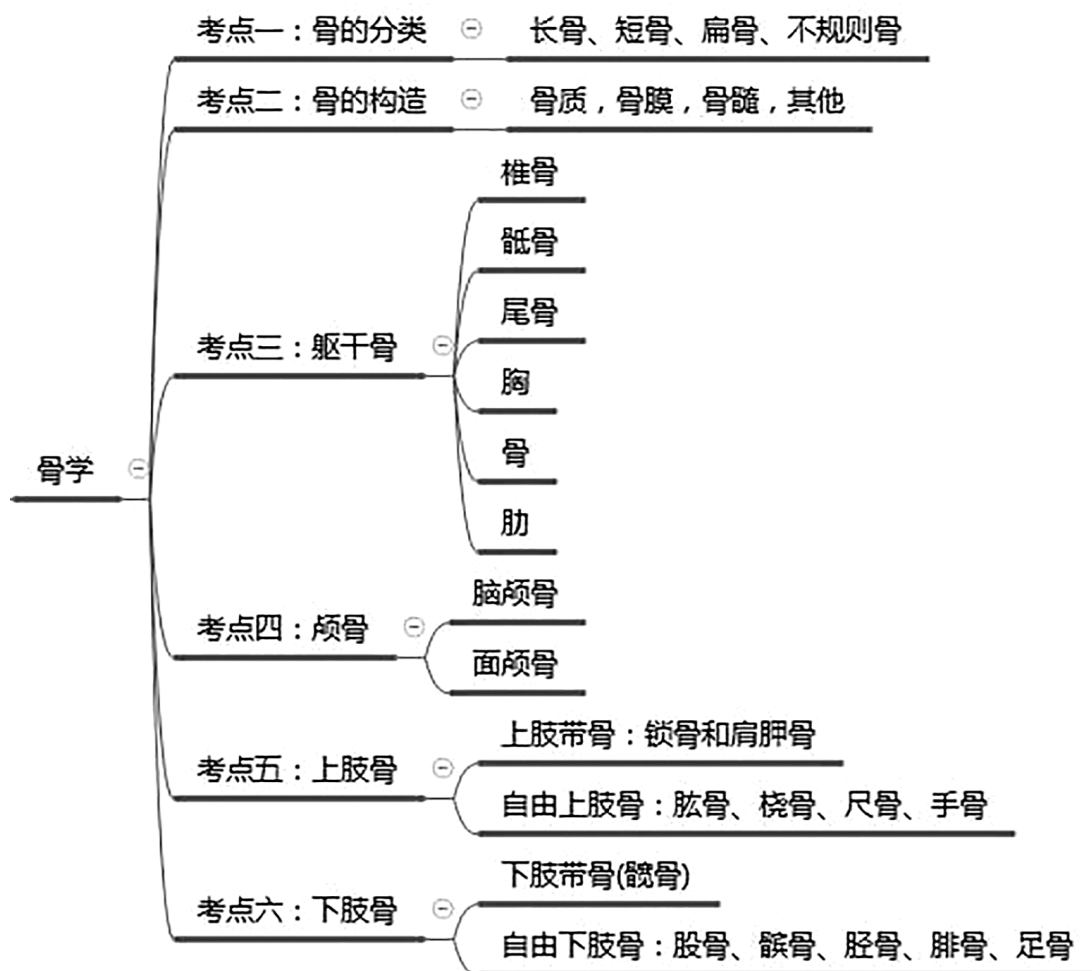 考点一：骨的分类
长骨、短骨、扁骨、不规则骨
考点二：骨的构造
骨质，骨膜，骨髓，其他
椎骨
骶骨
尾骨
考点三：躯干骨
胸
骨
骨学
肋
脑颅骨
考点四：颅骨
面颅骨
上肢带骨：锁骨和肩胛骨
考点五：上肢骨
自由上肢骨：肱骨、桡骨、尺骨、手骨
下肢带骨(髋骨)
考点六：下肢骨
自由下肢骨：股骨、髌骨、胫骨、腓骨、足骨